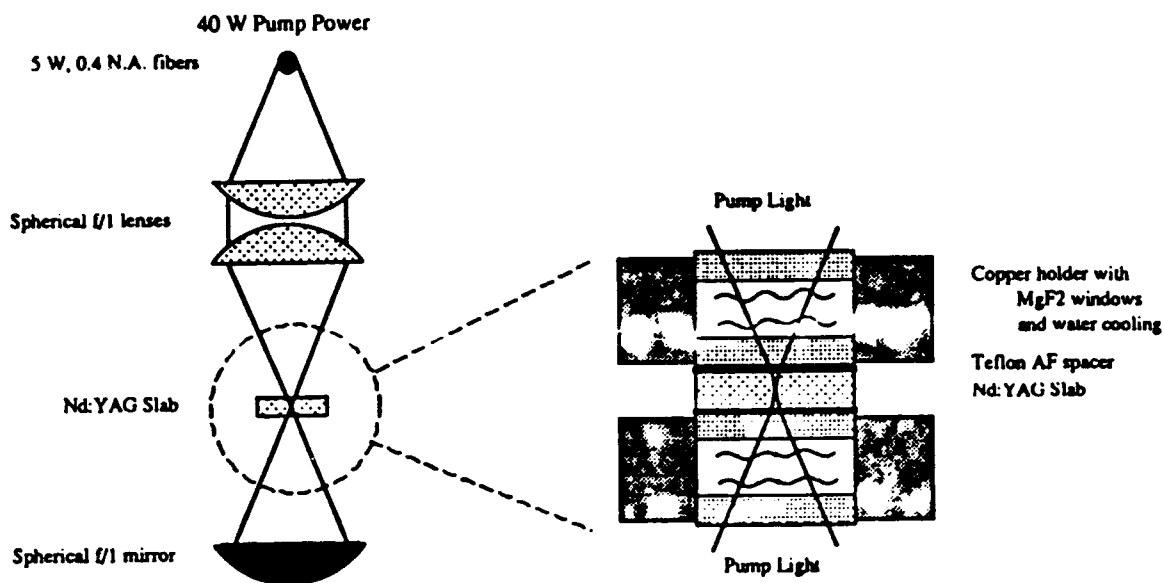 40 W Pump Power
5 W, 0.4 N.A. fibers
Spherical f/1 lenses
Nd:YAG Slab
Spherical f/1 mirror
Pump Light
Copper holder with
MgF2 windows
and water cooling
Teflon AF spacer
Nd:YAG Slab
Pump Light